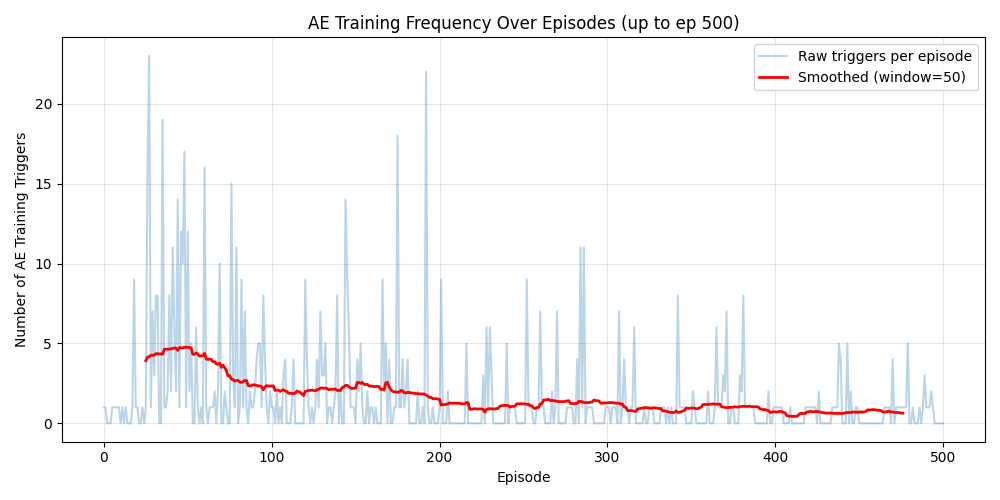 AE Training Frequency Over Episodes (up to ep 500)
Raw triggers per episode
Smoothed (window=50)
Number of AE Training Triggers
20
15
10
5
0
0 100 200 300 400 500
Episode